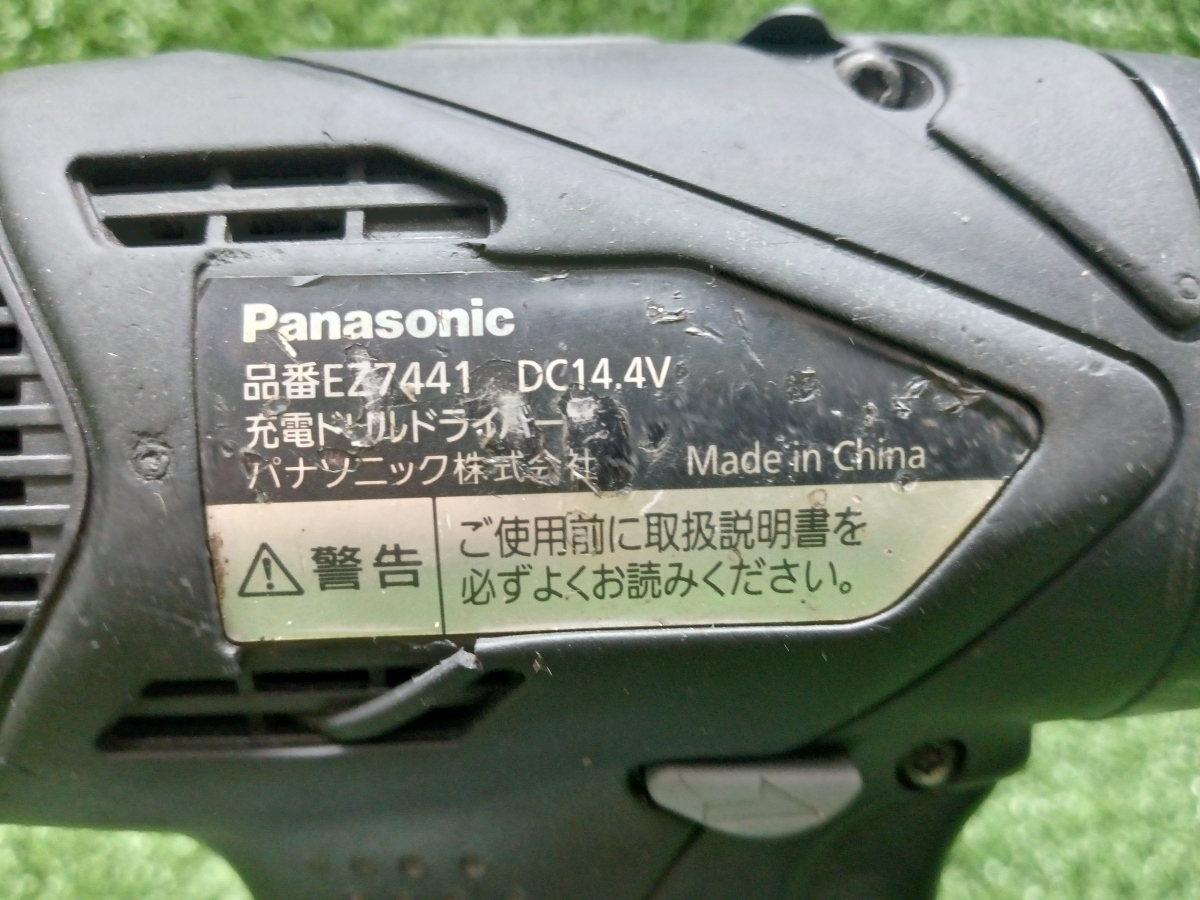 Panasonic
品番EZ7441 DC14.4V
充電ドリルドライバー
パナソニック株式会社 Made in China
警告
ご使用前に取扱説明書を
必ずよくお読みください。